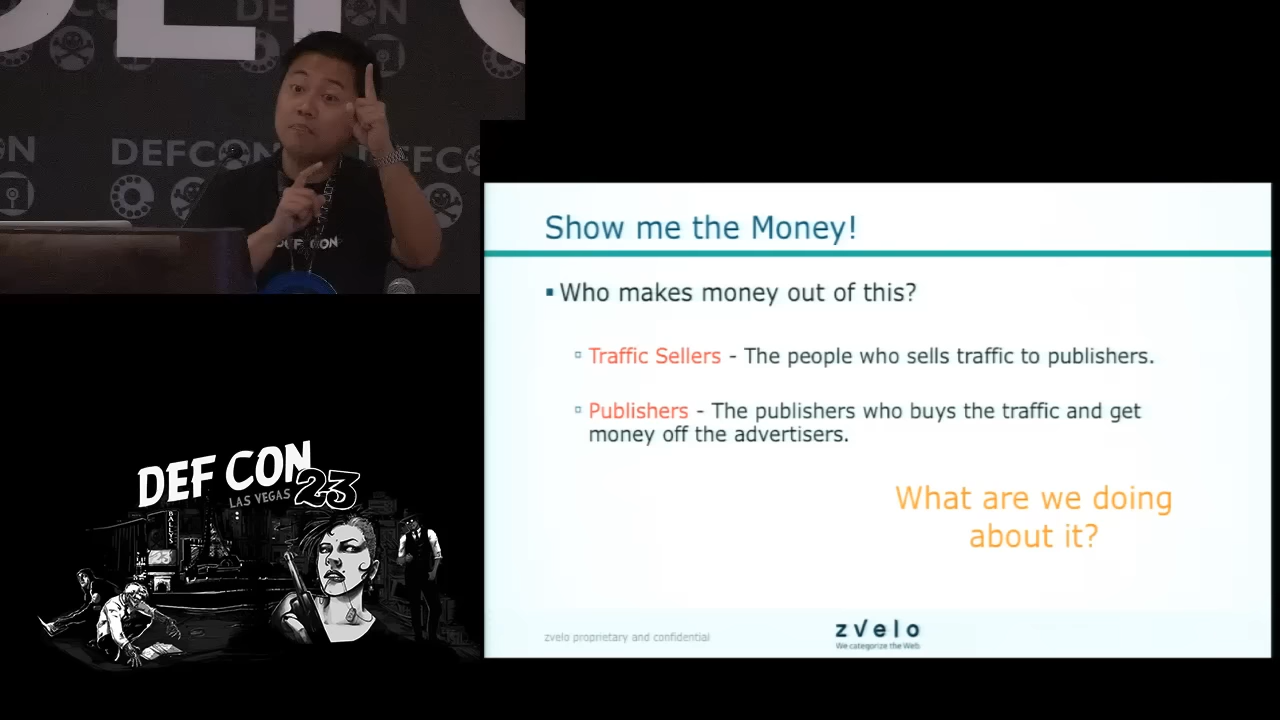 DEFCON
DEF CON
Show me the Money!
Who makes money out of this?
Traffic Sellers - The people who sells traffic to publishers.
Publishers - The publishers who buys the traffic and get
money off the advertisers.
What are we doing
about it?
zvelo proprietary and confidential
zvelo
We categorize the Web
DEF CON
LAS VEGAS 23
BALLYS
23